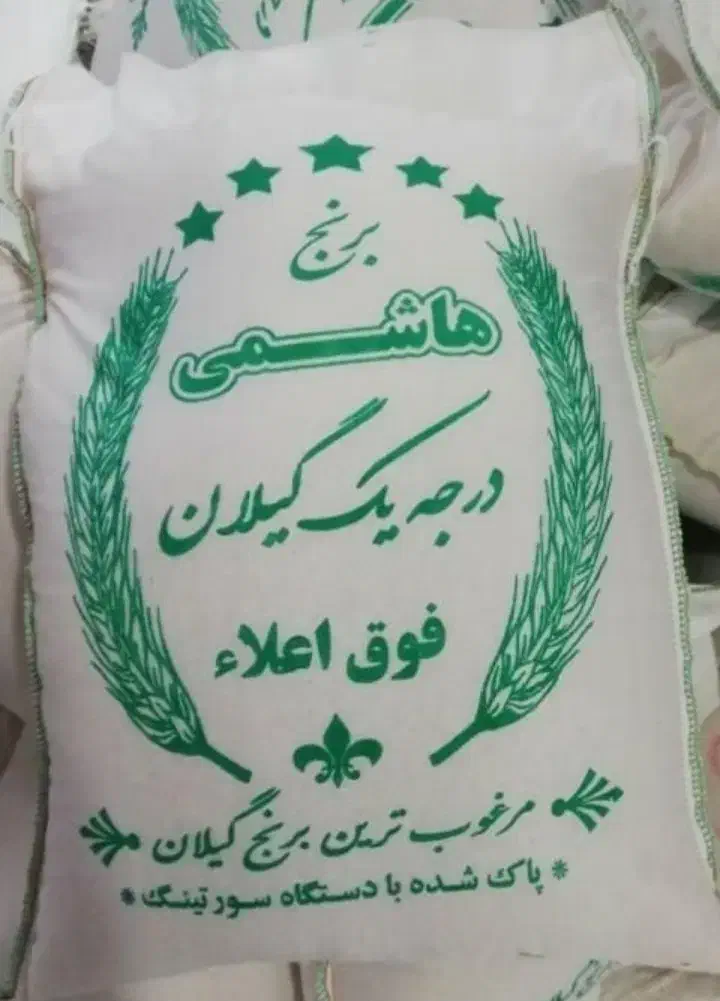 برنج
هاشمی
درجه یک گیلان
فوق اعلاء
مرغوب ترین برنج گیلان
* پاک شده با دستگاه سورتینگ *